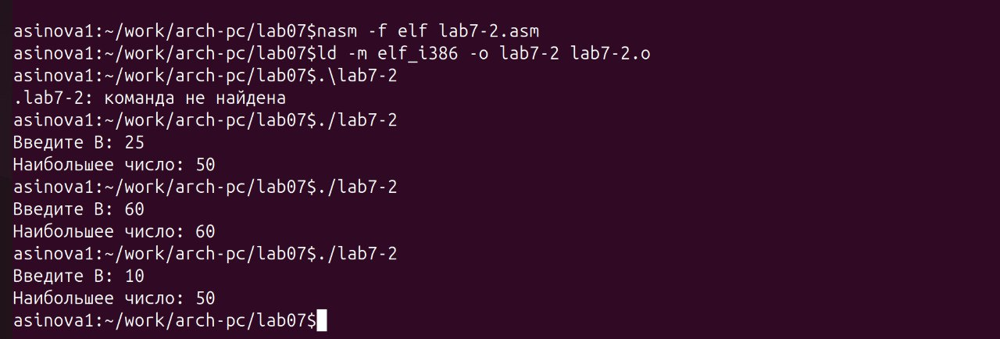 asinova1:~/work/arch-pc/lab07$nasm -f elf lab7-2.asm
asinova1:~/work/arch-pc/lab07$ld -m elf_i386 -o lab7-2 lab7-2.o
asinova1:~/work/arch-pc/lab07$.\lab7-2
.lab7-2: команда не найдена
asinova1:~/work/arch-pc/lab07$./lab7-2
Введите B: 25
Наибольшее число: 50
asinova1:~/work/arch-pc/lab07$./lab7-2
Введите B: 60
Наибольшее число: 60
asinova1:~/work/arch-pc/lab07$./lab7-2
Введите B: 10
Наибольшее число: 50
asinova1:~/work/arch-pc/lab07$